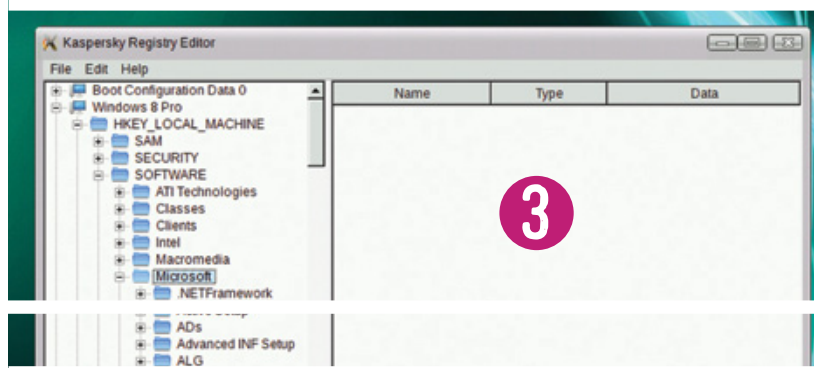 Kaspersky Registry Editor
File Edit Help
Boot Configuration Data 0
Name Type Data
Windows 8 Pro
HKEY_LOCAL_MACHINE
SAM
SECURITY
SOFTWARE
ATI Technologies
Classes
3
Clients
Intel
Macromedia
Microsoft
.NETFramework
ADs
Advanced INF Setup
ALG